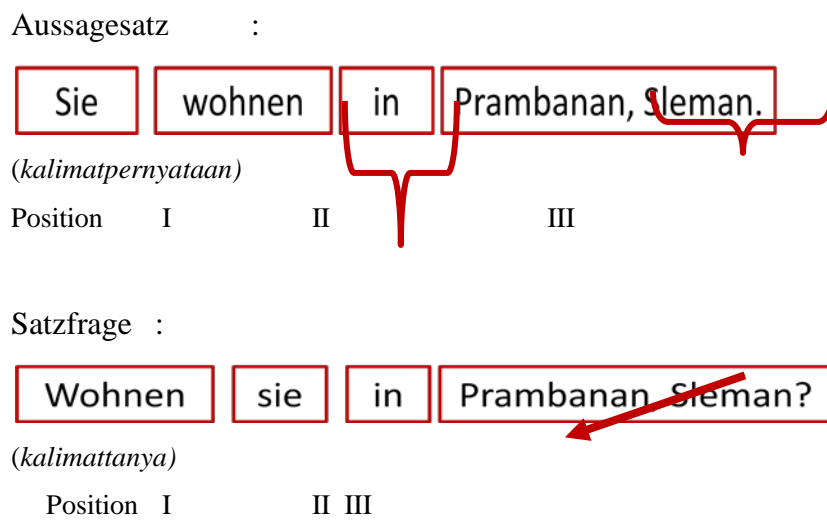 Aussagesatz :
Sie wohnen in Prambanan, Sleman.
(kalimatpernyataan)
Position I II III
Satzfrage :
Wohnen sie in Prambanan, Sleman?
(kalimattanya)
Position I II III